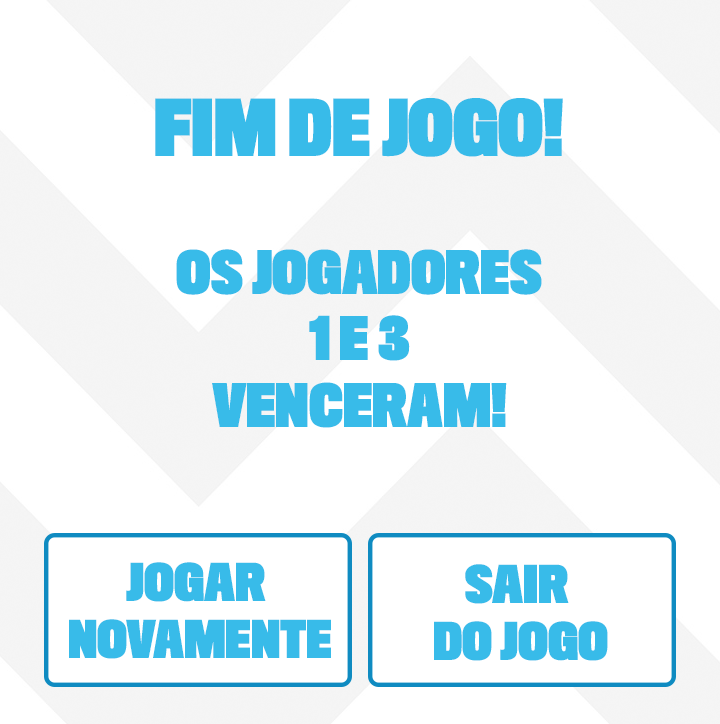 FIM DE JOGO!
OS JOGADORES
1 E 3
VENCERAM!
JOGAR
NOVAMENTE
SAIR
DO JOGO